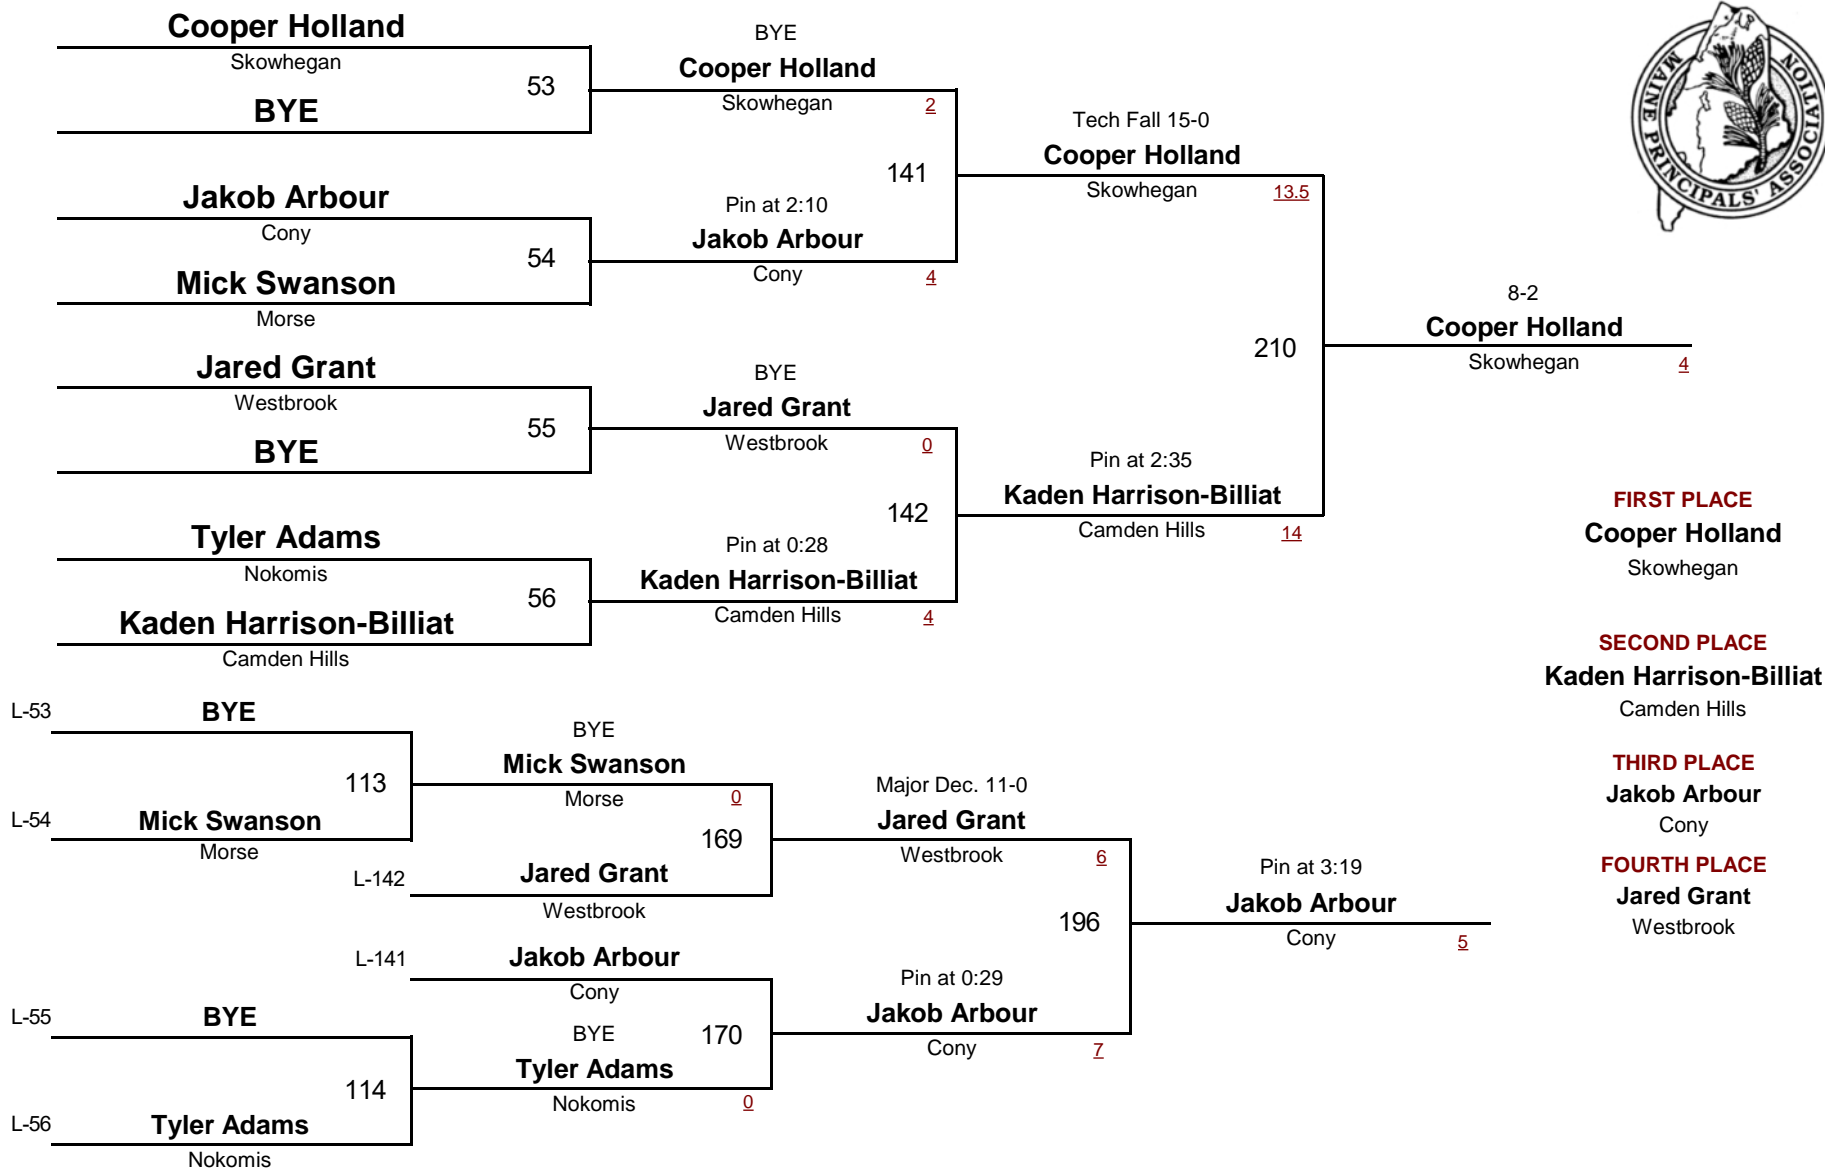 Cooper Holland
Skowhegan
53
BYE
Jakob Arbour
Cony
54
Mick Swanson
Morse
Jared Grant
Westbrook
55
BYE
Tyler Adams
Nokomis
56
Kaden Harrison-Billiat
Camden Hills
BYE
Cooper Holland
Skowhegan
2
141
Pin at 2:10
Jakob Arbour
Cony
4
BYE
Jared Grant
Westbrook
0
142
Pin at 0:28
Kaden Harrison-Billiat
Camden Hills
4
Tech Fall 15-0
Cooper Holland
Skowhegan
13.5
210
Pin at 2:35
Kaden Harrison-Billiat
Camden Hills
14
8-2
Cooper Holland
Skowhegan
4
MAINE PRINCIPALS' ASSOCIATION
FIRST PLACE
Cooper Holland
Skowhegan
SECOND PLACE
Kaden Harrison-Billiat
Camden Hills
THIRD PLACE
Jakob Arbour
Cony
FOURTH PLACE
Jared Grant
Westbrook
L-53
BYE
113
L-54
Mick Swanson
Morse
BYE
Mick Swanson
Morse
0
169
L-142
Jared Grant
Westbrook
L-141
Jakob Arbour
Cony
L-55
BYE
114
L-56
Tyler Adams
Nokomis
BYE
170
Tyler Adams
Nokomis
0
Major Dec. 11-0
Jared Grant
Westbrook
6
196
Pin at 0:29
Jakob Arbour
Cony
7
Pin at 3:19
Jakob Arbour
Cony
5